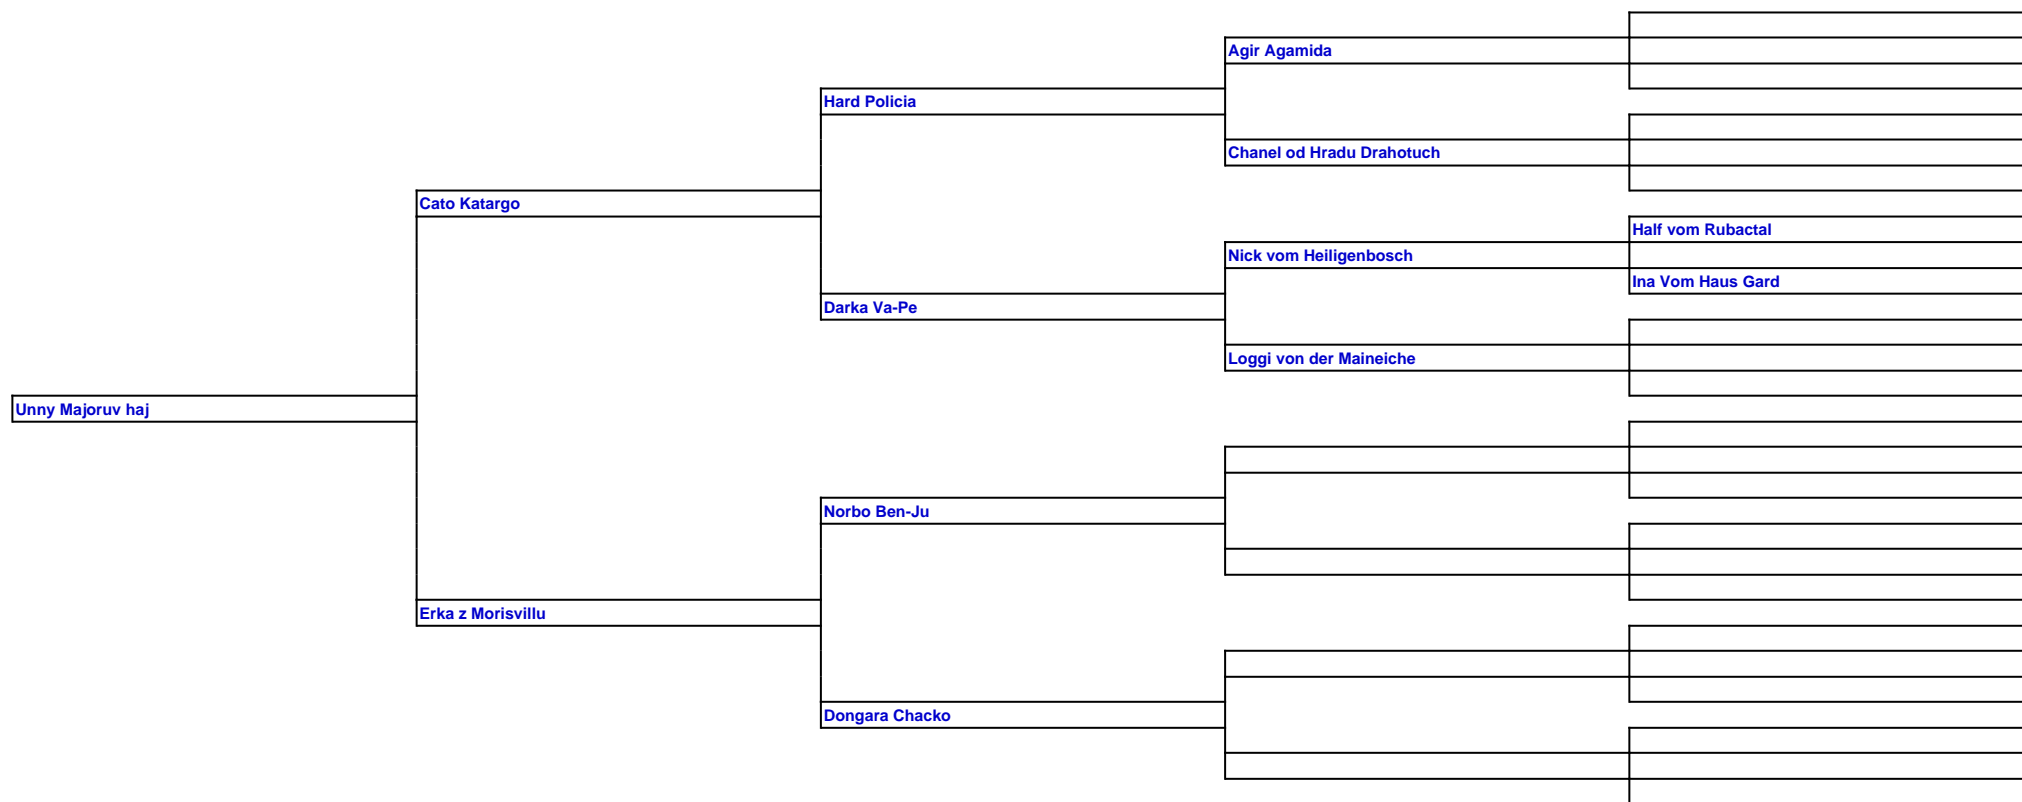 Agir Agamida
Hard Policia
Chanel od Hradu Drahotuch
Cato Katargo
Half vom Rubactal
Nick vom Heiligenbosch
Ina Vom Haus Gard
Darka Va-Pe
Loggi von der Maineiche
Unny Majoruv haj
Norbo Ben-Ju
Erka z Morisvillu
Dongara Chacko